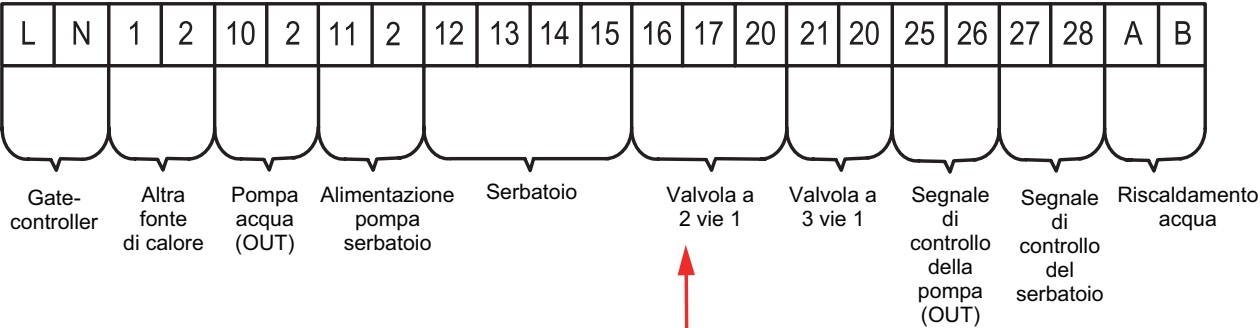 L N 1 2 10 2 11 2 12 13 14 15 16 17 20 21 20 25 26 27 28 A B
Gate-
controller
Altra
fonte
di calore
Pompa
acqua
(OUT)
Alimentazione
pompa
serbatoio
Serbatoio
Valvola a
2 vie 1
Valvola a
3 vie 1
Segnale
di
controllo
della
pompa
(OUT)
Segnale
di
controllo
del
serbatoio
Riscaldamento
acqua